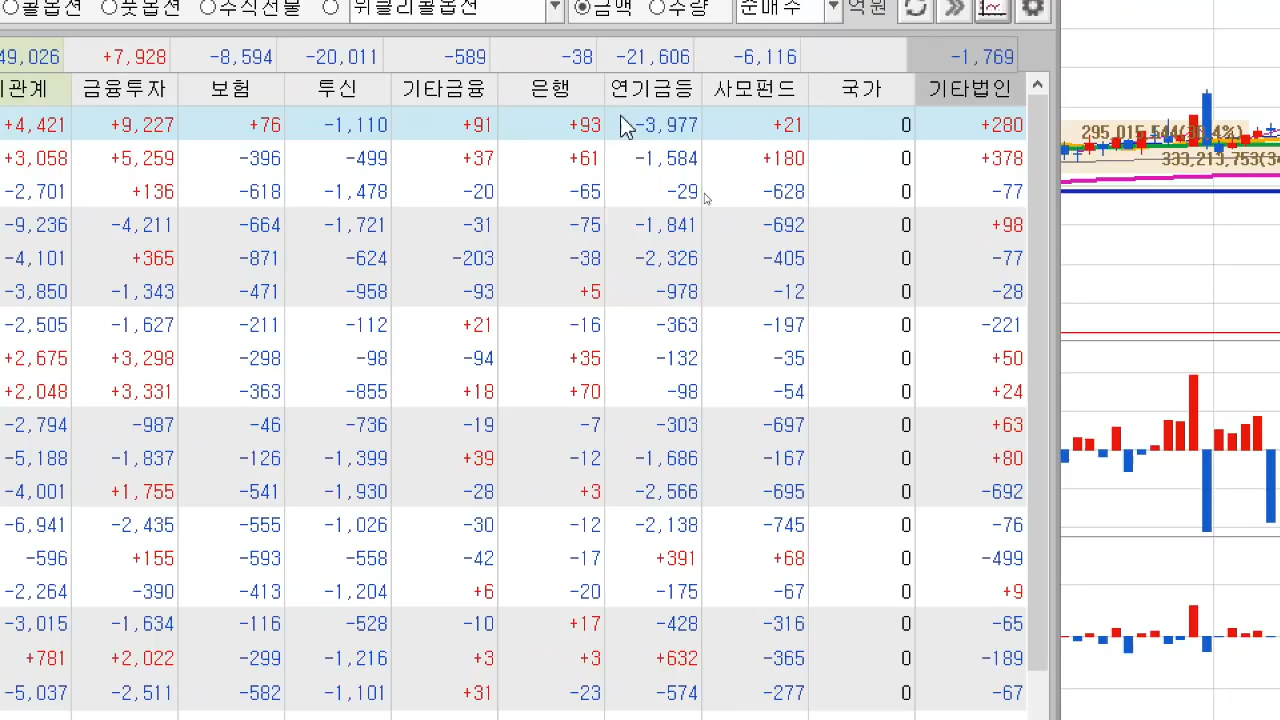 콜옵션 풋옵션 주식선물 위클리콜옵션 금액 수량 순매수 억원
49,026 +7,928 -8,594 -20,011 -589 -38 -21,606 -6,116 -1,769
기관계 금융투자 보험 투신 기타금융 은행 연기금등 사모펀드 국가 기타법인
+4,421 +9,227 +76 -1,110 +91 +93 -3,977 +21 0 +280
+3,058 +5,259 -396 -499 +37 +61 -1,584 +180 0 +378
-2,701 +136 -618 -1,478 -20 -65 -29 -628 0 -77
-9,236 -4,211 -664 -1,721 -31 -75 -1,841 -692 0 +98
-4,101 +365 -871 -624 -203 -38 -2,326 -405 0 -77
-3,850 -1,343 -471 -958 -93 +5 -978 -12 0 -28
-2,505 -1,627 -211 -112 +21 -16 -363 -197 0 -221
+2,675 +3,298 -298 -98 -94 +35 -132 -35 0 +50
+2,048 +3,331 -363 -855 +18 +70 -98 -54 0 +24
-2,794 -987 -46 -736 -19 -7 -303 -697 0 +63
-5,188 -1,837 -126 -1,399 +39 -12 -1,686 -167 0 +80
-4,001 +1,755 -541 -1,930 -28 +3 -2,566 -695 0 -692
-6,941 -2,435 -555 -1,026 -30 -12 -2,138 -745 0 -76
-596 +155 -593 -558 -42 -17 +391 +68 0 -499
-2,264 -390 -413 -1,204 +6 -20 -175 -67 0 +9
-3,015 -1,634 -116 -528 -10 +17 -428 -316 0 -65
+781 +2,022 -299 -1,216 +3 +3 +632 -365 0 -189
-5,037 -2,511 -582 -1,101 +31 -23 -574 -277 0 -67
295,015,544(38.4%)
333,213,753(34